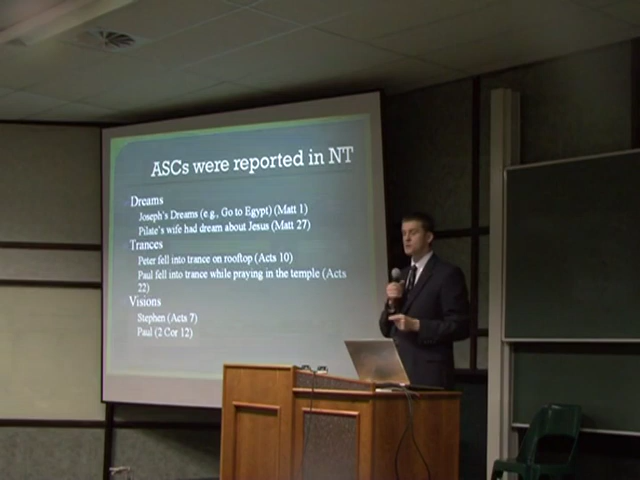 ASCs were reported in NT
Dreams
Joseph's Dreams (e.g., Go to Egypt) (Matt 1)
Pilate's wife had dream about Jesus (Matt 27)
Trances
Peter fell into trance on rooftop (Acts 10)
Paul fell into trance while praying in the temple (Acts
22)
Visions
Stephen (Acts 7)
Paul (2 Cor 12)